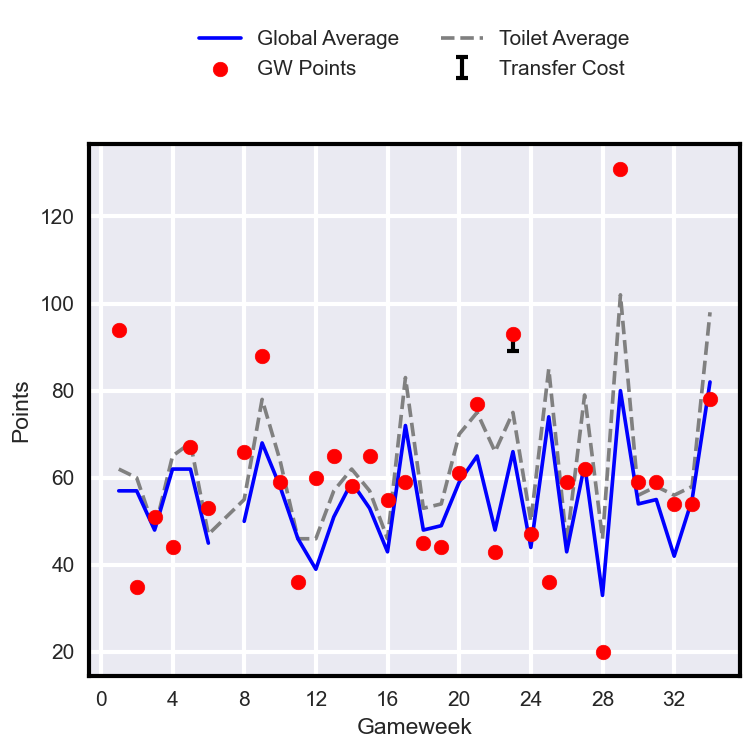 Global Average
Toilet Average
GW Points
Transfer Cost
120
100
80
60
40
20
Points
0 4 8 12 16 20 24 28 32
Gameweek